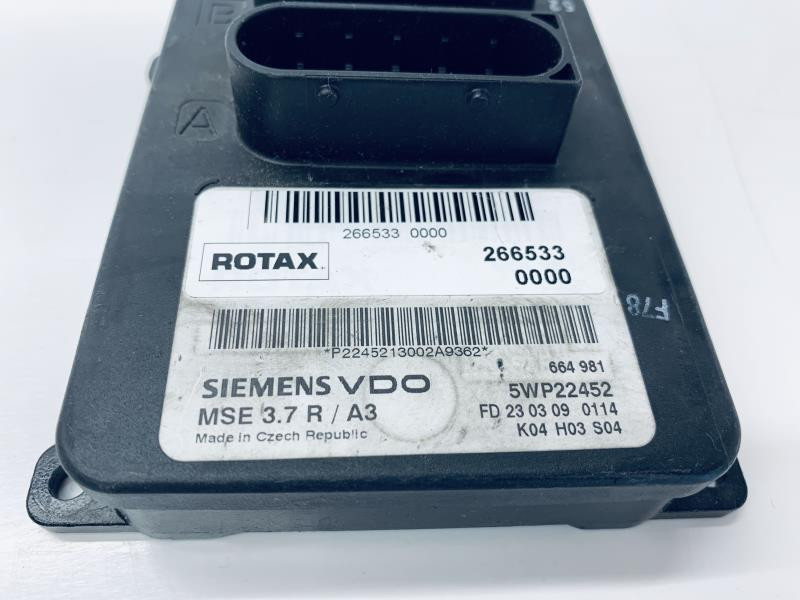 B
A
266533 0000
ROTAX
266533
0000
*P2245213002A9362*
664 981
SIEMENS VDO
5WP22452
MSE 3.7 R / A3
FD 23 03 09 0114
Made in Czech Republic
K04 H03 S04
F78